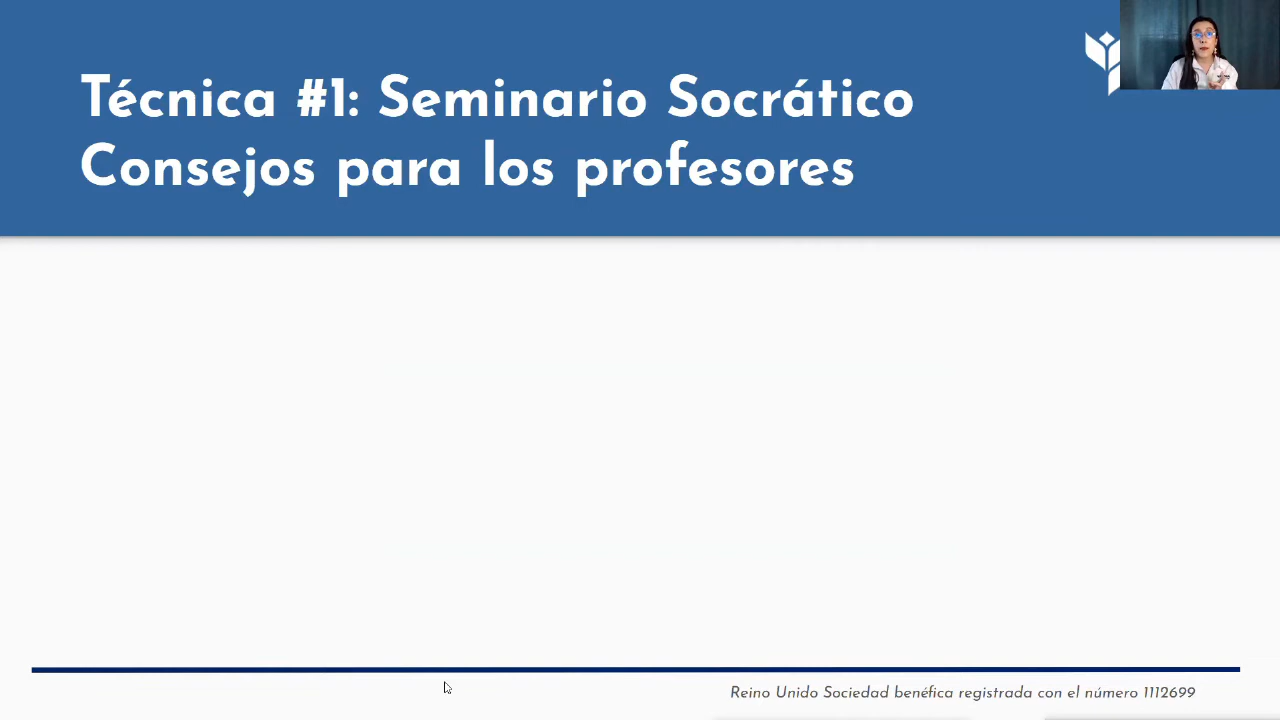 Técnica #1: Seminario Socrático
Consejos para los profesores
Reino Unido Sociedad benéfica registrada con el número 1112699